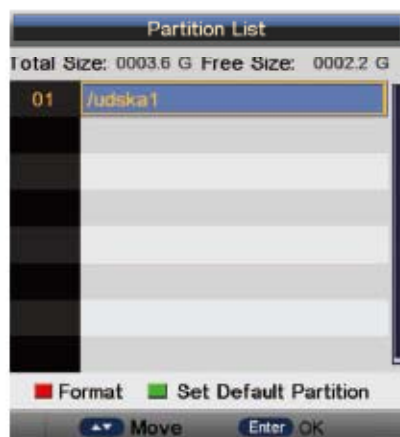 Partition List
Total Size: 0003.6 G Free Size: 0002.2 G
01 /udska1
Format Set Default Partition
Move Enter OK